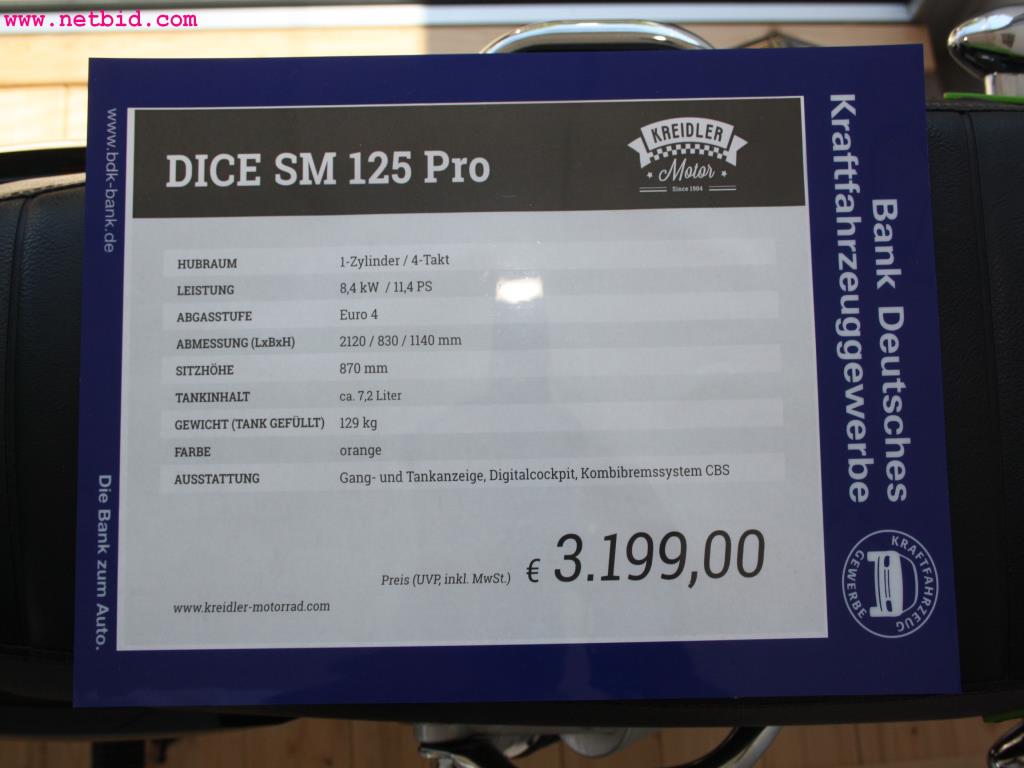 www.netbid.com
DICE SM 125 Pro
KREIDLER
Motor
Since 1904
HUBRAUM 1-Zylinder / 4-Takt
LEISTUNG 8,4 kW / 11,4 PS
ABGASSTUFE Euro 4
ABMESSUNG (LxBxH) 2120 / 830 / 1140 mm
SITZHÖHE 870 mm
TANKINHALT ca. 7,2 Liter
GEWICHT (TANK GEFÜLLT) 129 kg
FARBE orange
AUSSTATTUNG Gang- und Tankanzeige, Digitalcockpit, Kombibremssystem CBS
Preis (UVP, inkl. MwSt.) € 3.199,00
www.kreidler-motorrad.com
www.bdk-bank.de
Die Bank zum Auto.
Bank Deutsches
Kraftfahrzeuggewerbe
KRAFTFAHRZEUG
GEWERBE